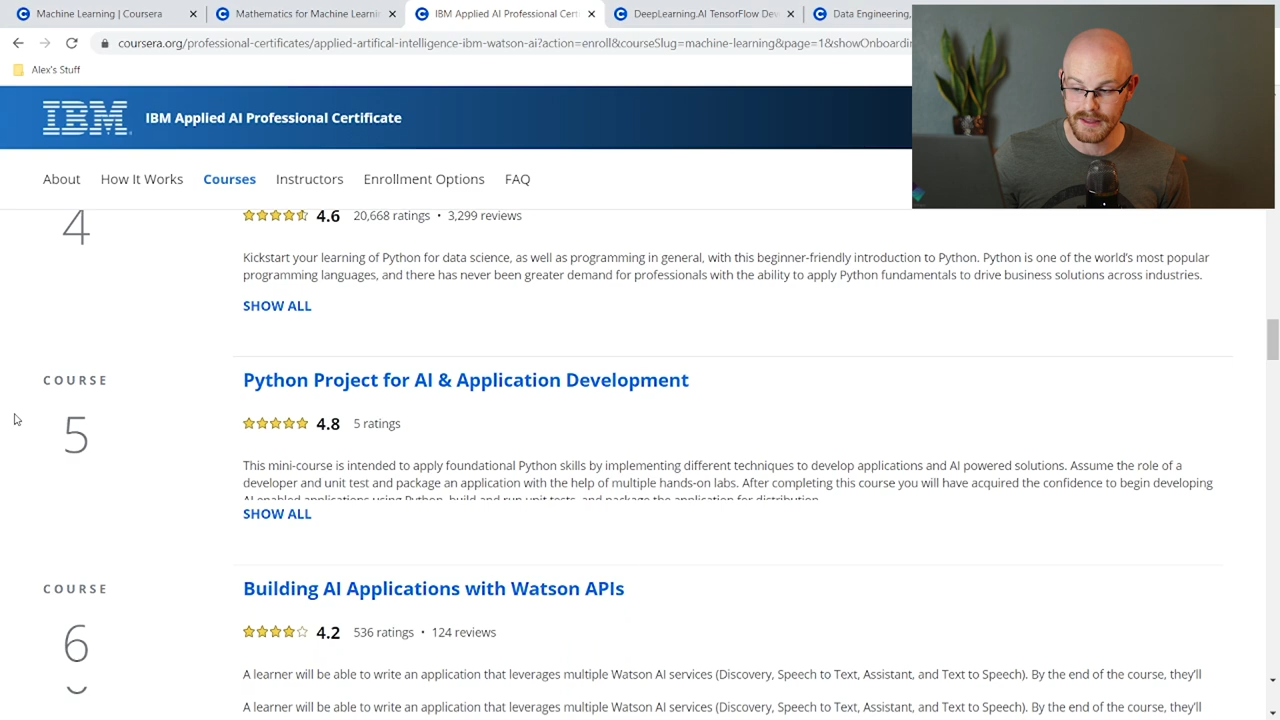 Machine Learning | Coursera
Mathematics for Machine Learni
IBM Applied AI Professional Cert
DeepLearning.AI TensorFlow Dev
Data Engineering,
coursera.org/professional-certificates/applied-artifical-intelligence-ibm-watson-ai?action=enroll&courseSlug=machine-learning&page=1&showOnboardin
Alex's Stuff
IBM
IBM Applied AI Professional Certificate
About How It Works Courses Instructors Enrollment Options FAQ
4
4.6 20,668 ratings • 3,299 reviews
Kickstart your learning of Python for data science, as well as programming in general, with this beginner-friendly introduction to Python. Python is one of the world's most popular
programming languages, and there has never been greater demand for professionals with the ability to apply Python fundamentals to drive business solutions across industries.
SHOW ALL
COURSE
5
Python Project for AI & Application Development
4.8 5 ratings
This mini-course is intended to apply foundational Python skills by implementing different techniques to develop applications and AI powered solutions. Assume the role of a
developer and unit test and package an application with the help of multiple hands-on labs. After completing this course you will have acquired the confidence to begin developing
AI enabled applications using Python, build and run unit tests, and package the application for distribution.
SHOW ALL
COURSE
6
Building AI Applications with Watson APIs
4.2 536 ratings • 124 reviews
A learner will be able to write an application that leverages multiple Watson AI services (Discovery, Speech to Text, Assistant, and Text to Speech). By the end of the course, they'll
A learner will be able to write an application that leverages multiple Watson AI services (Discovery, Speech to Text, Assistant, and Text to Speech). By the end of the course, they'll